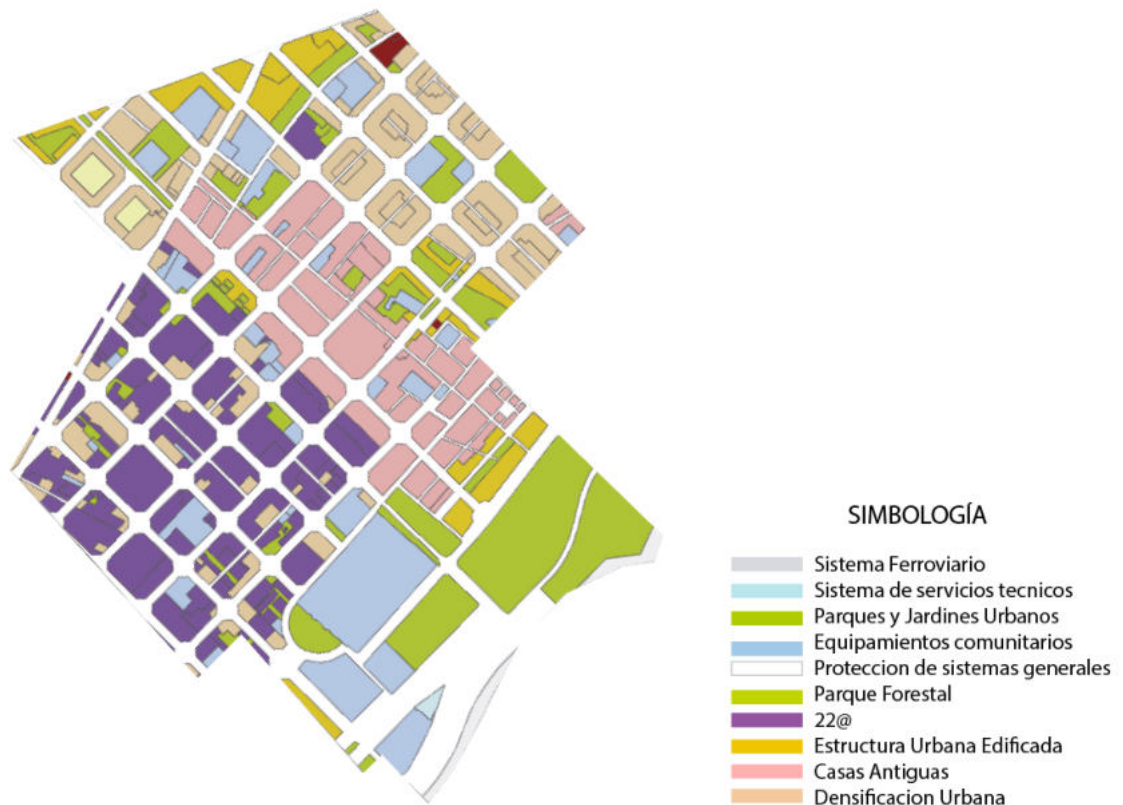 SIMBOLOGÍA
Sistema Ferroviario
Sistema de servicios tecnicos
Parques y Jardines Urbanos
Equipamientos comunitarios
Proteccion de sistemas generales
Parque Forestal
22@
Estructura Urbana Edificada
Casas Antiguas
Densificacion Urbana